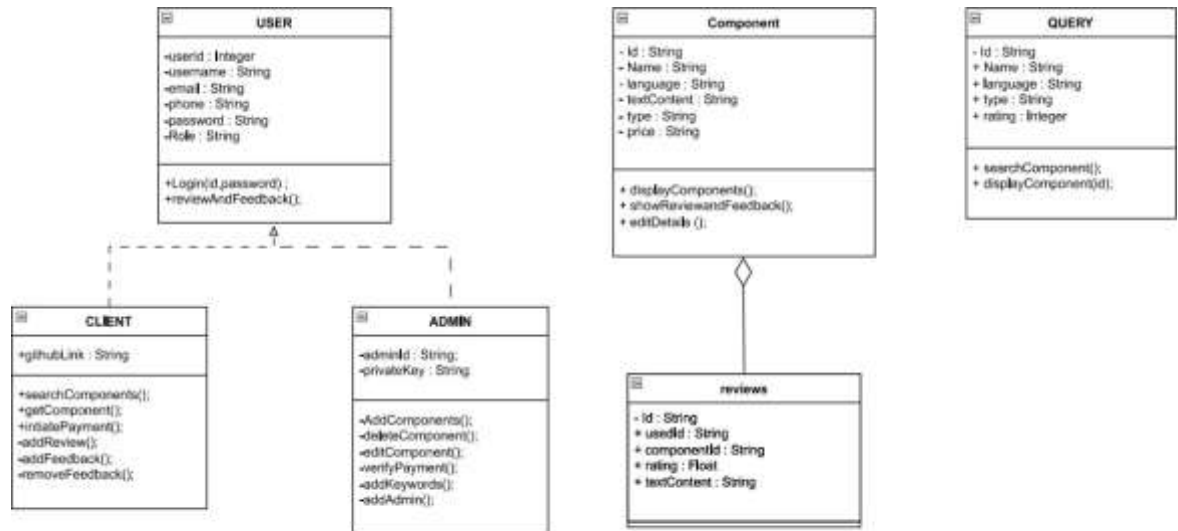 USER
-userid : Integer
-username : String
-email : String
-phone : String
-password : String
-Role : String
+Login(id,password) ;
+reviewAndFeedback();
Component
- Id : String
- Name : String
- language : String
- textContent : String
- type : String
- price : String
+ displayComponents();
+ showReviewandFeedback();
+ editDetails ();
QUERY
- Id : String
+ Name : String
+ language : String
+ type : String
+ rating : Integer
+ searchComponent();
+ displayComponent(id);
CLIENT
+githubLink : String
+searchComponents();
+getComponent();
+intiatePayment();
-addReview();
-addFeedback();
-removeFeedback();
ADMIN
-adminId : String;
-privateKey : String
-AddComponents();
-deleteComponent();
-editComponent();
-verifyPayment();
-addKeywords();
-addAdmin();
reviews
- Id : String
+ usedId : String
+ componentId : String
+ rating : Float
+ textContent : String